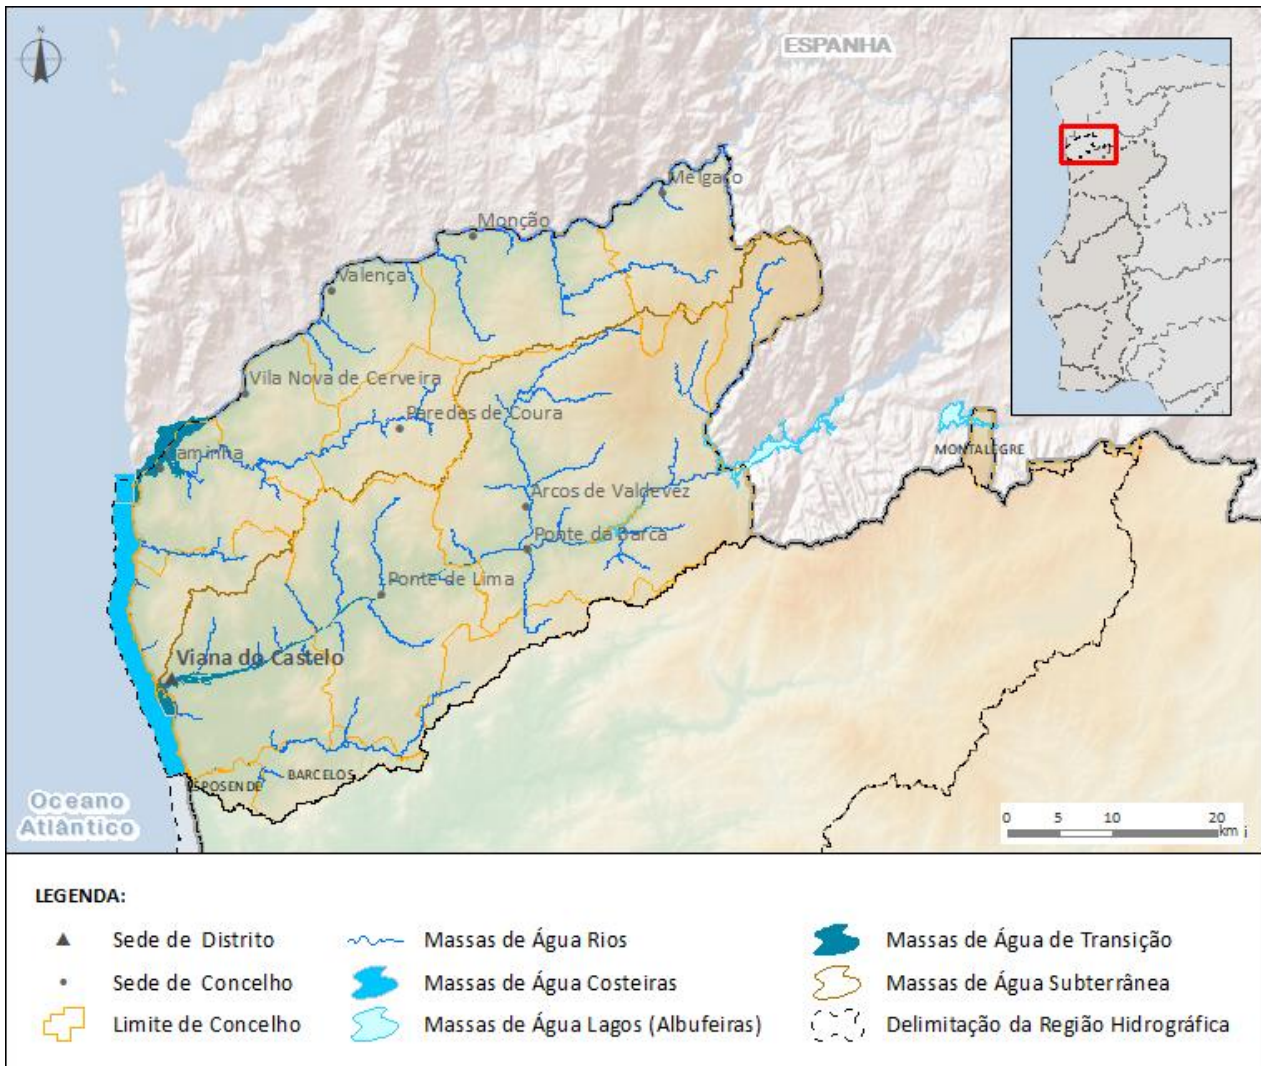 N
ESPANHA
Melgaço
Monção
Valença
Vila Nova de Cerveira
Paredes de Coura
Caminha
MONTALEGRE
Arcos de Valdevez
Ponte da Barca
Ponte de Lima
Viana do Castelo
BARCELOS
ESPOSENDE
Oceano
Atlântico
0 5 10 20
km
LEGENDA:
Sede de Distrito
Massas de Água Rios
Massas de Água de Transição
Sede de Concelho
Massas de Água Costeiras
Massas de Água Subterrânea
Limite de Concelho
Massas de Água Lagos (Albufeiras)
Delimitação da Região Hidrográfica